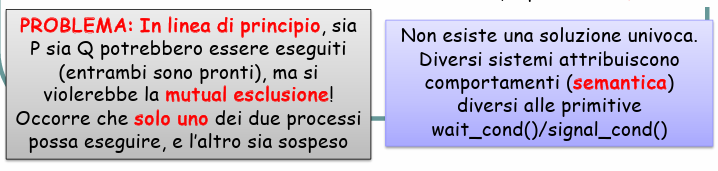 PROBLEMA: In linea di principio, sia
P sia Q potrebbero essere eseguiti
(entrambi sono pronti), ma si
violerebbe la mutual esclusione!
Occorre che solo uno dei due processi
possa eseguire, e l'altro sia sospeso
Non esiste una soluzione univoca.
Diversi sistemi attribuiscono
comportamenti (semantica)
diversi alle primitive
wait_cond()/signal_cond()